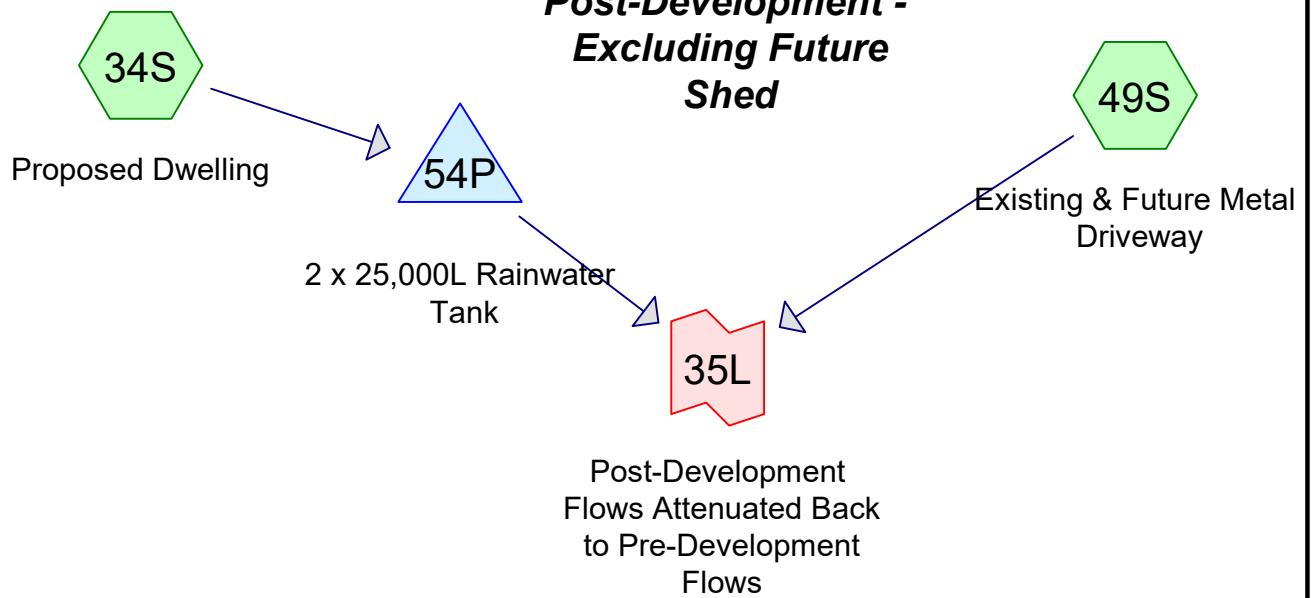 Post-Development -
Excluding Future
Shed
34S
Proposed Dwelling
54P
2 x 25,000L Rainwater
Tank
49S
Existing & Future Metal
Driveway
35L
Post-Development
Flows Attenuated Back
to Pre-Development
Flows